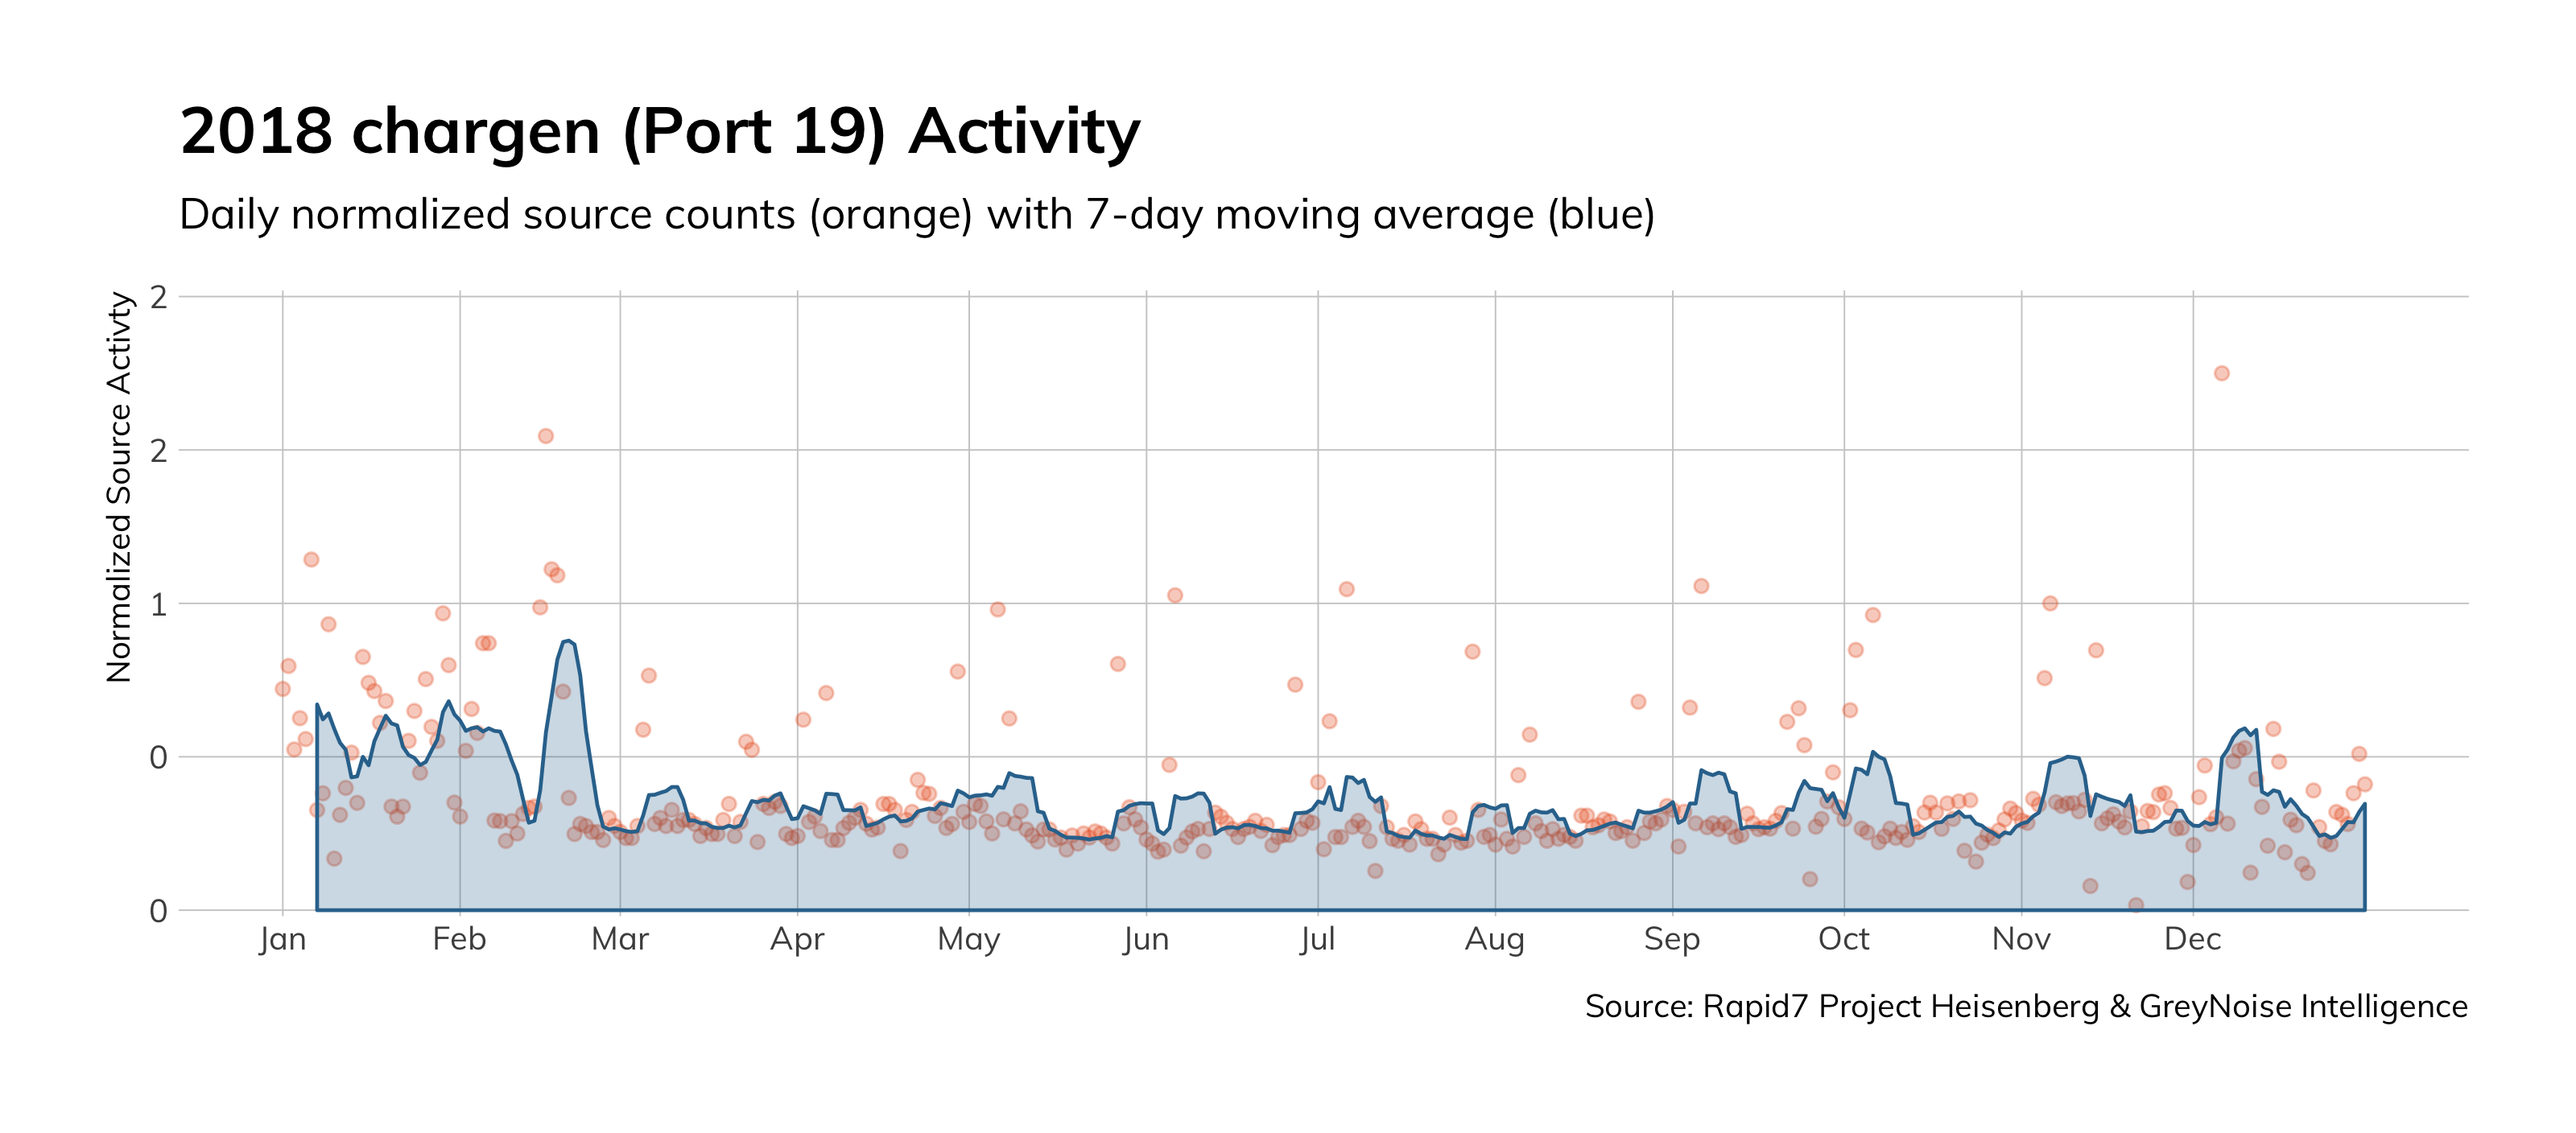 2018 chargen (Port 19) Activity
Daily normalized source counts (orange) with 7-day moving average (blue)
Normalized Source Activty
2
2
1
0
0
Jan Feb Mar Apr May Jun Jul Aug Sep Oct Nov Dec
Source: Rapid7 Project Heisenberg & GreyNoise Intelligence